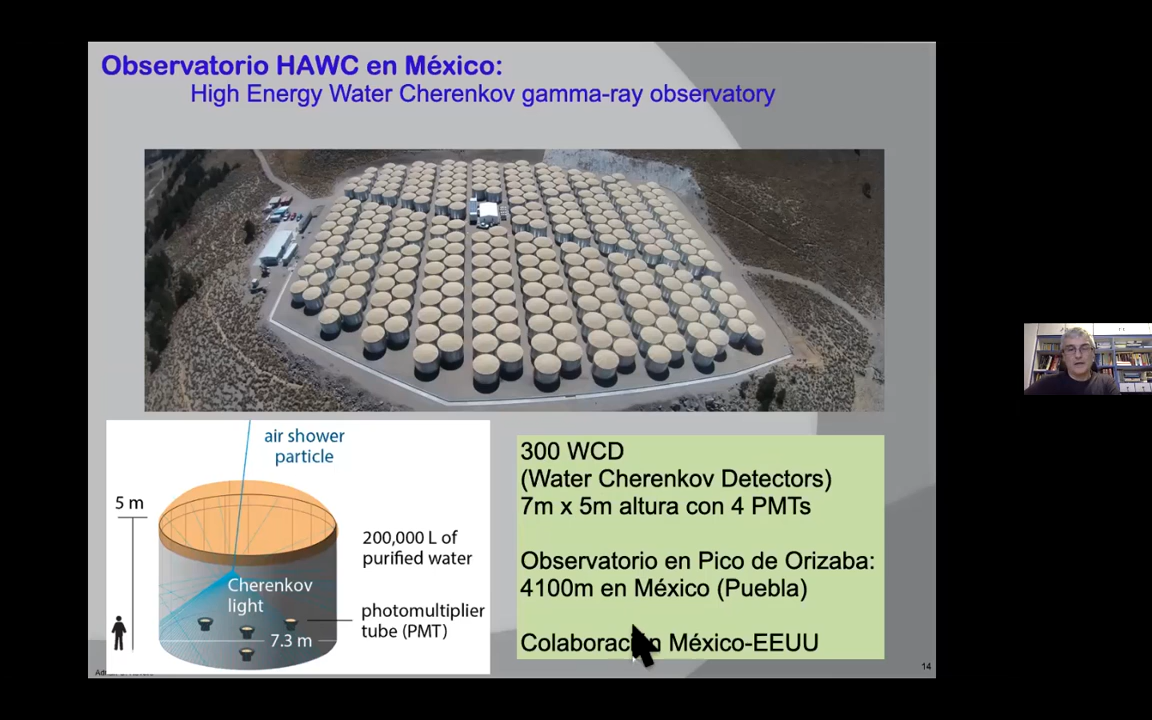 Observatorio HAWC en México:
High Energy Water Cherenkov gamma-ray observatory
air shower
particle
5 m
200,000 L of
purified water
Cherenkov
light
photomultiplier
tube (PMT)
7.3 m
300 WCD
(Water Cherenkov Detectors)
7m x 5m altura con 4 PMTs
Observatorio en Pico de Orizaba:
4100m en México (Puebla)
México-EEUU
14